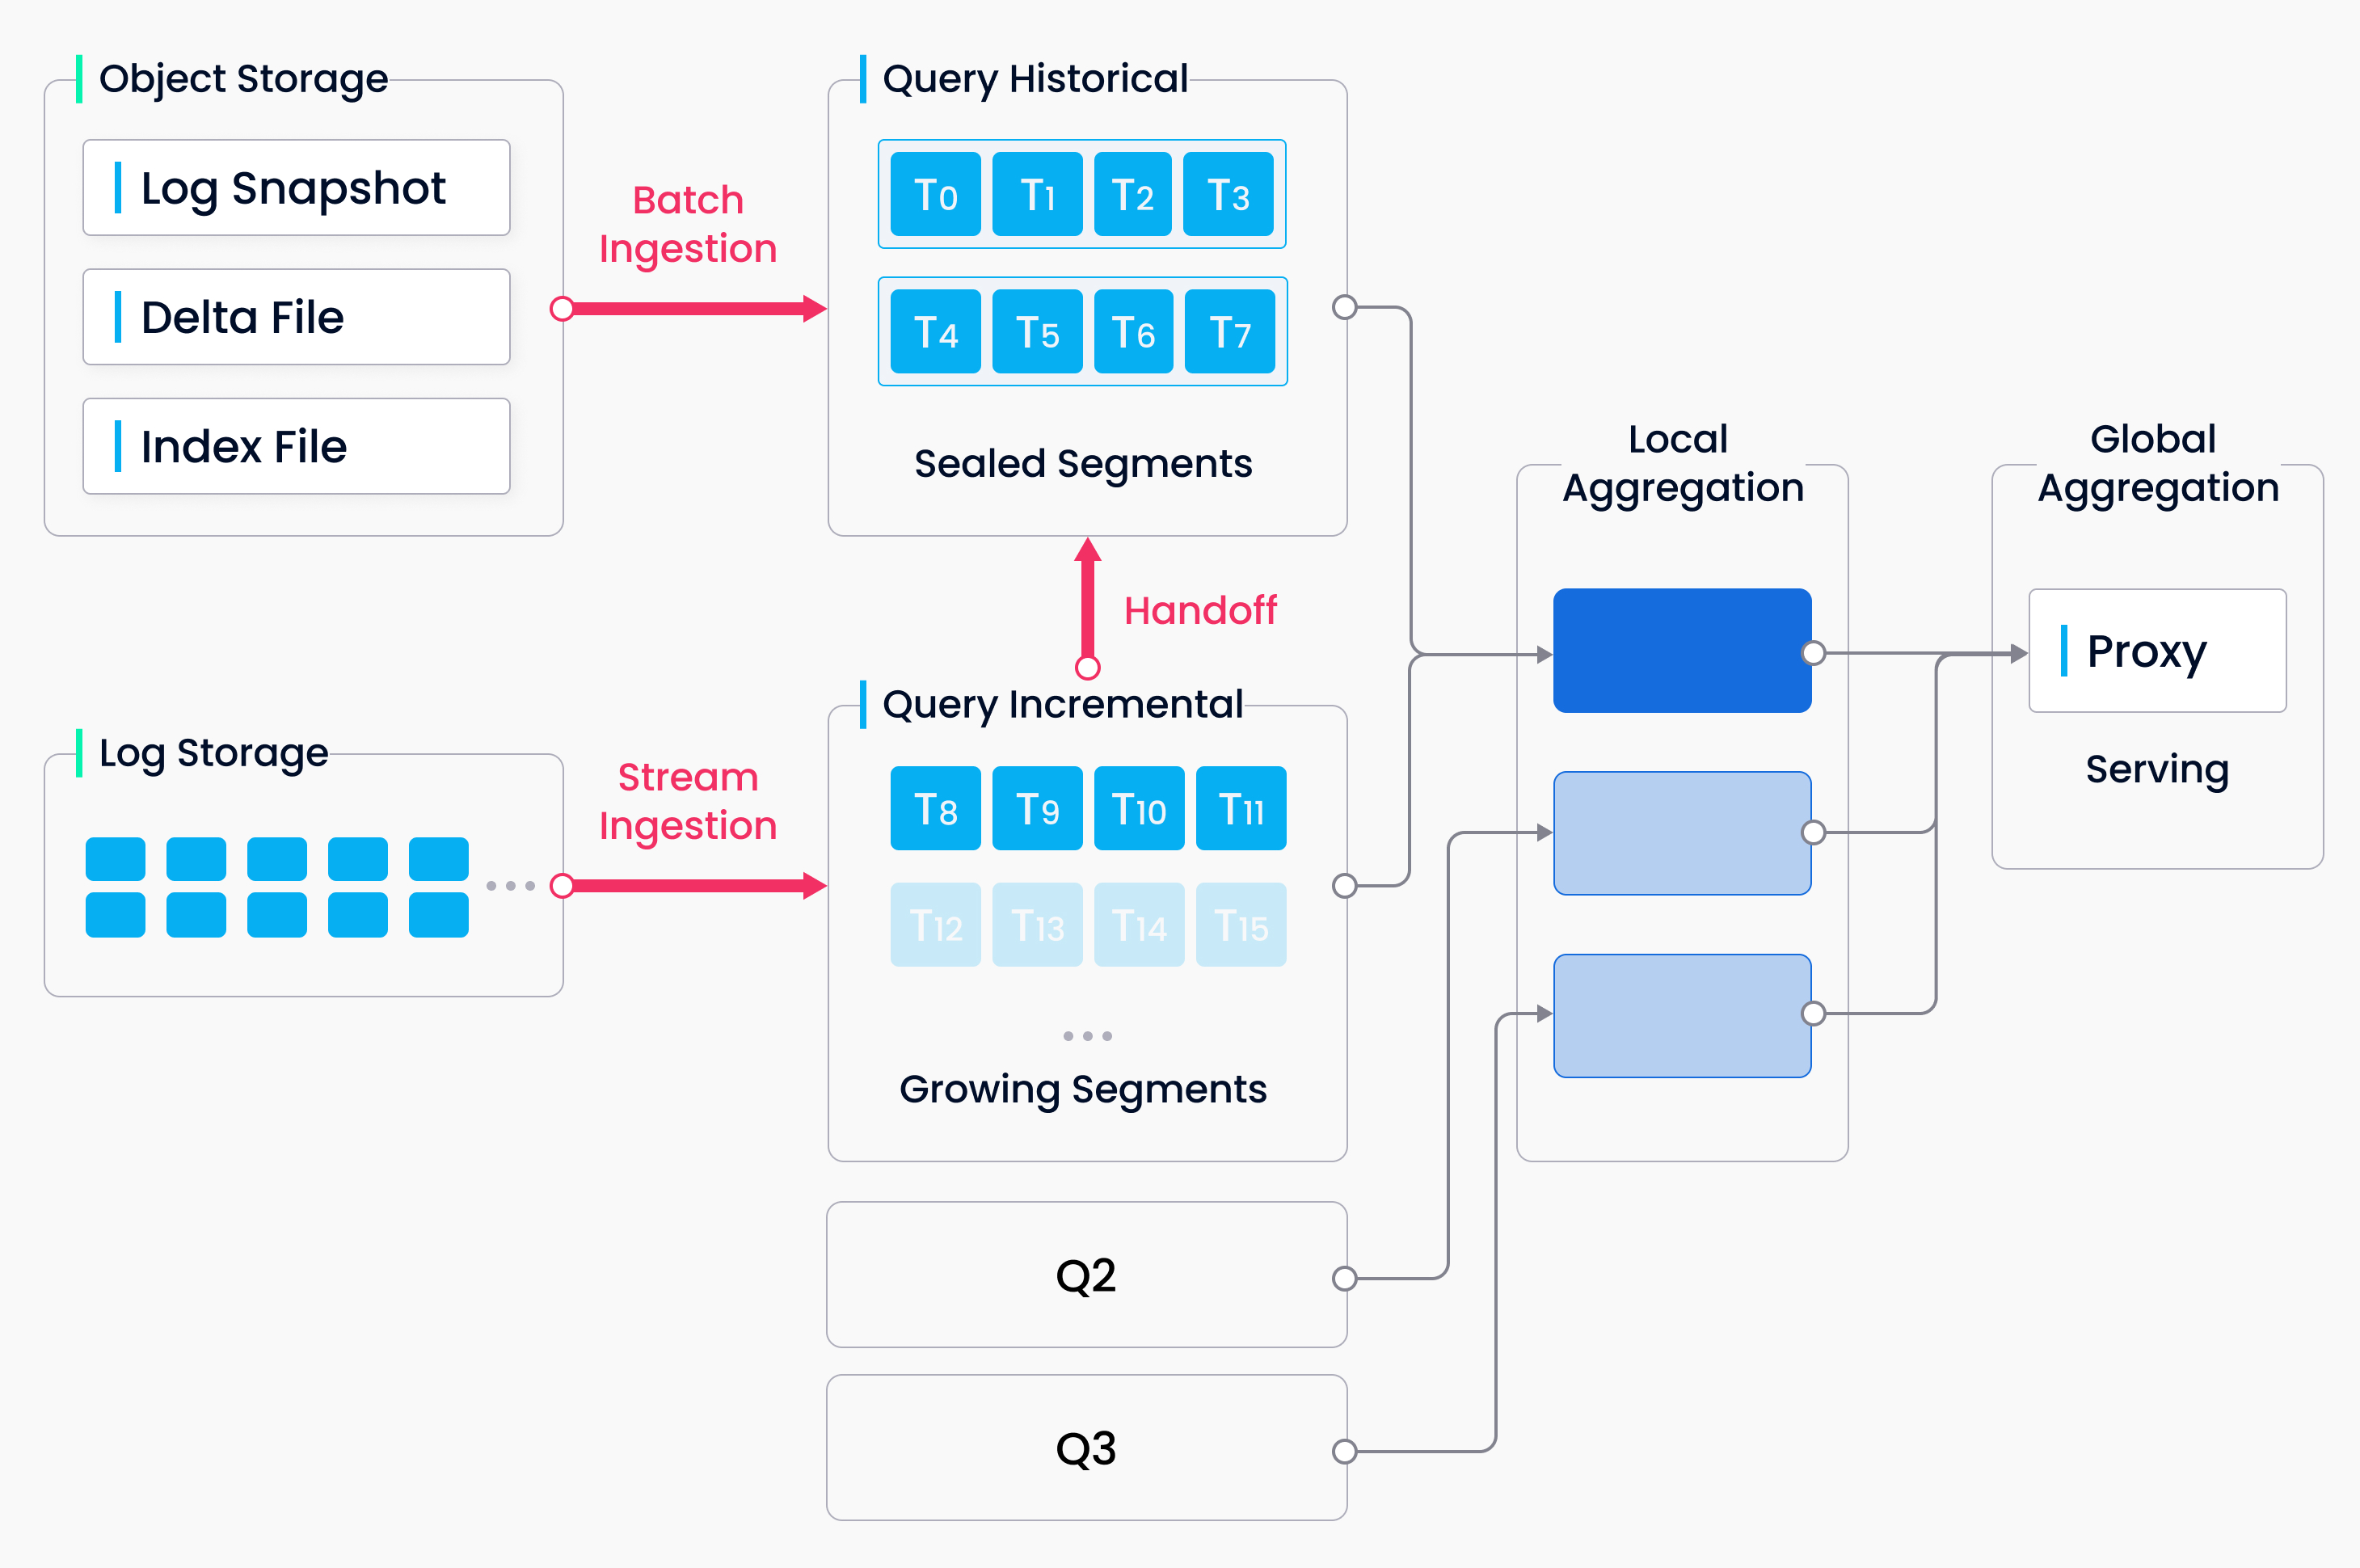 Object Storage
Log Snapshot
Delta File
Index File
Batch
Ingestion
Query Historical
T0 T1 T2 T3
T4 T5 T6 T7
Sealed Segments
Handoff
Log Storage
Stream
Ingestion
Query Incremental
T8 T9 T10 T11
T12 T13 T14 T15
Growing Segments
Q2
Q3
Local
Aggregation
Global
Aggregation
Proxy
Serving